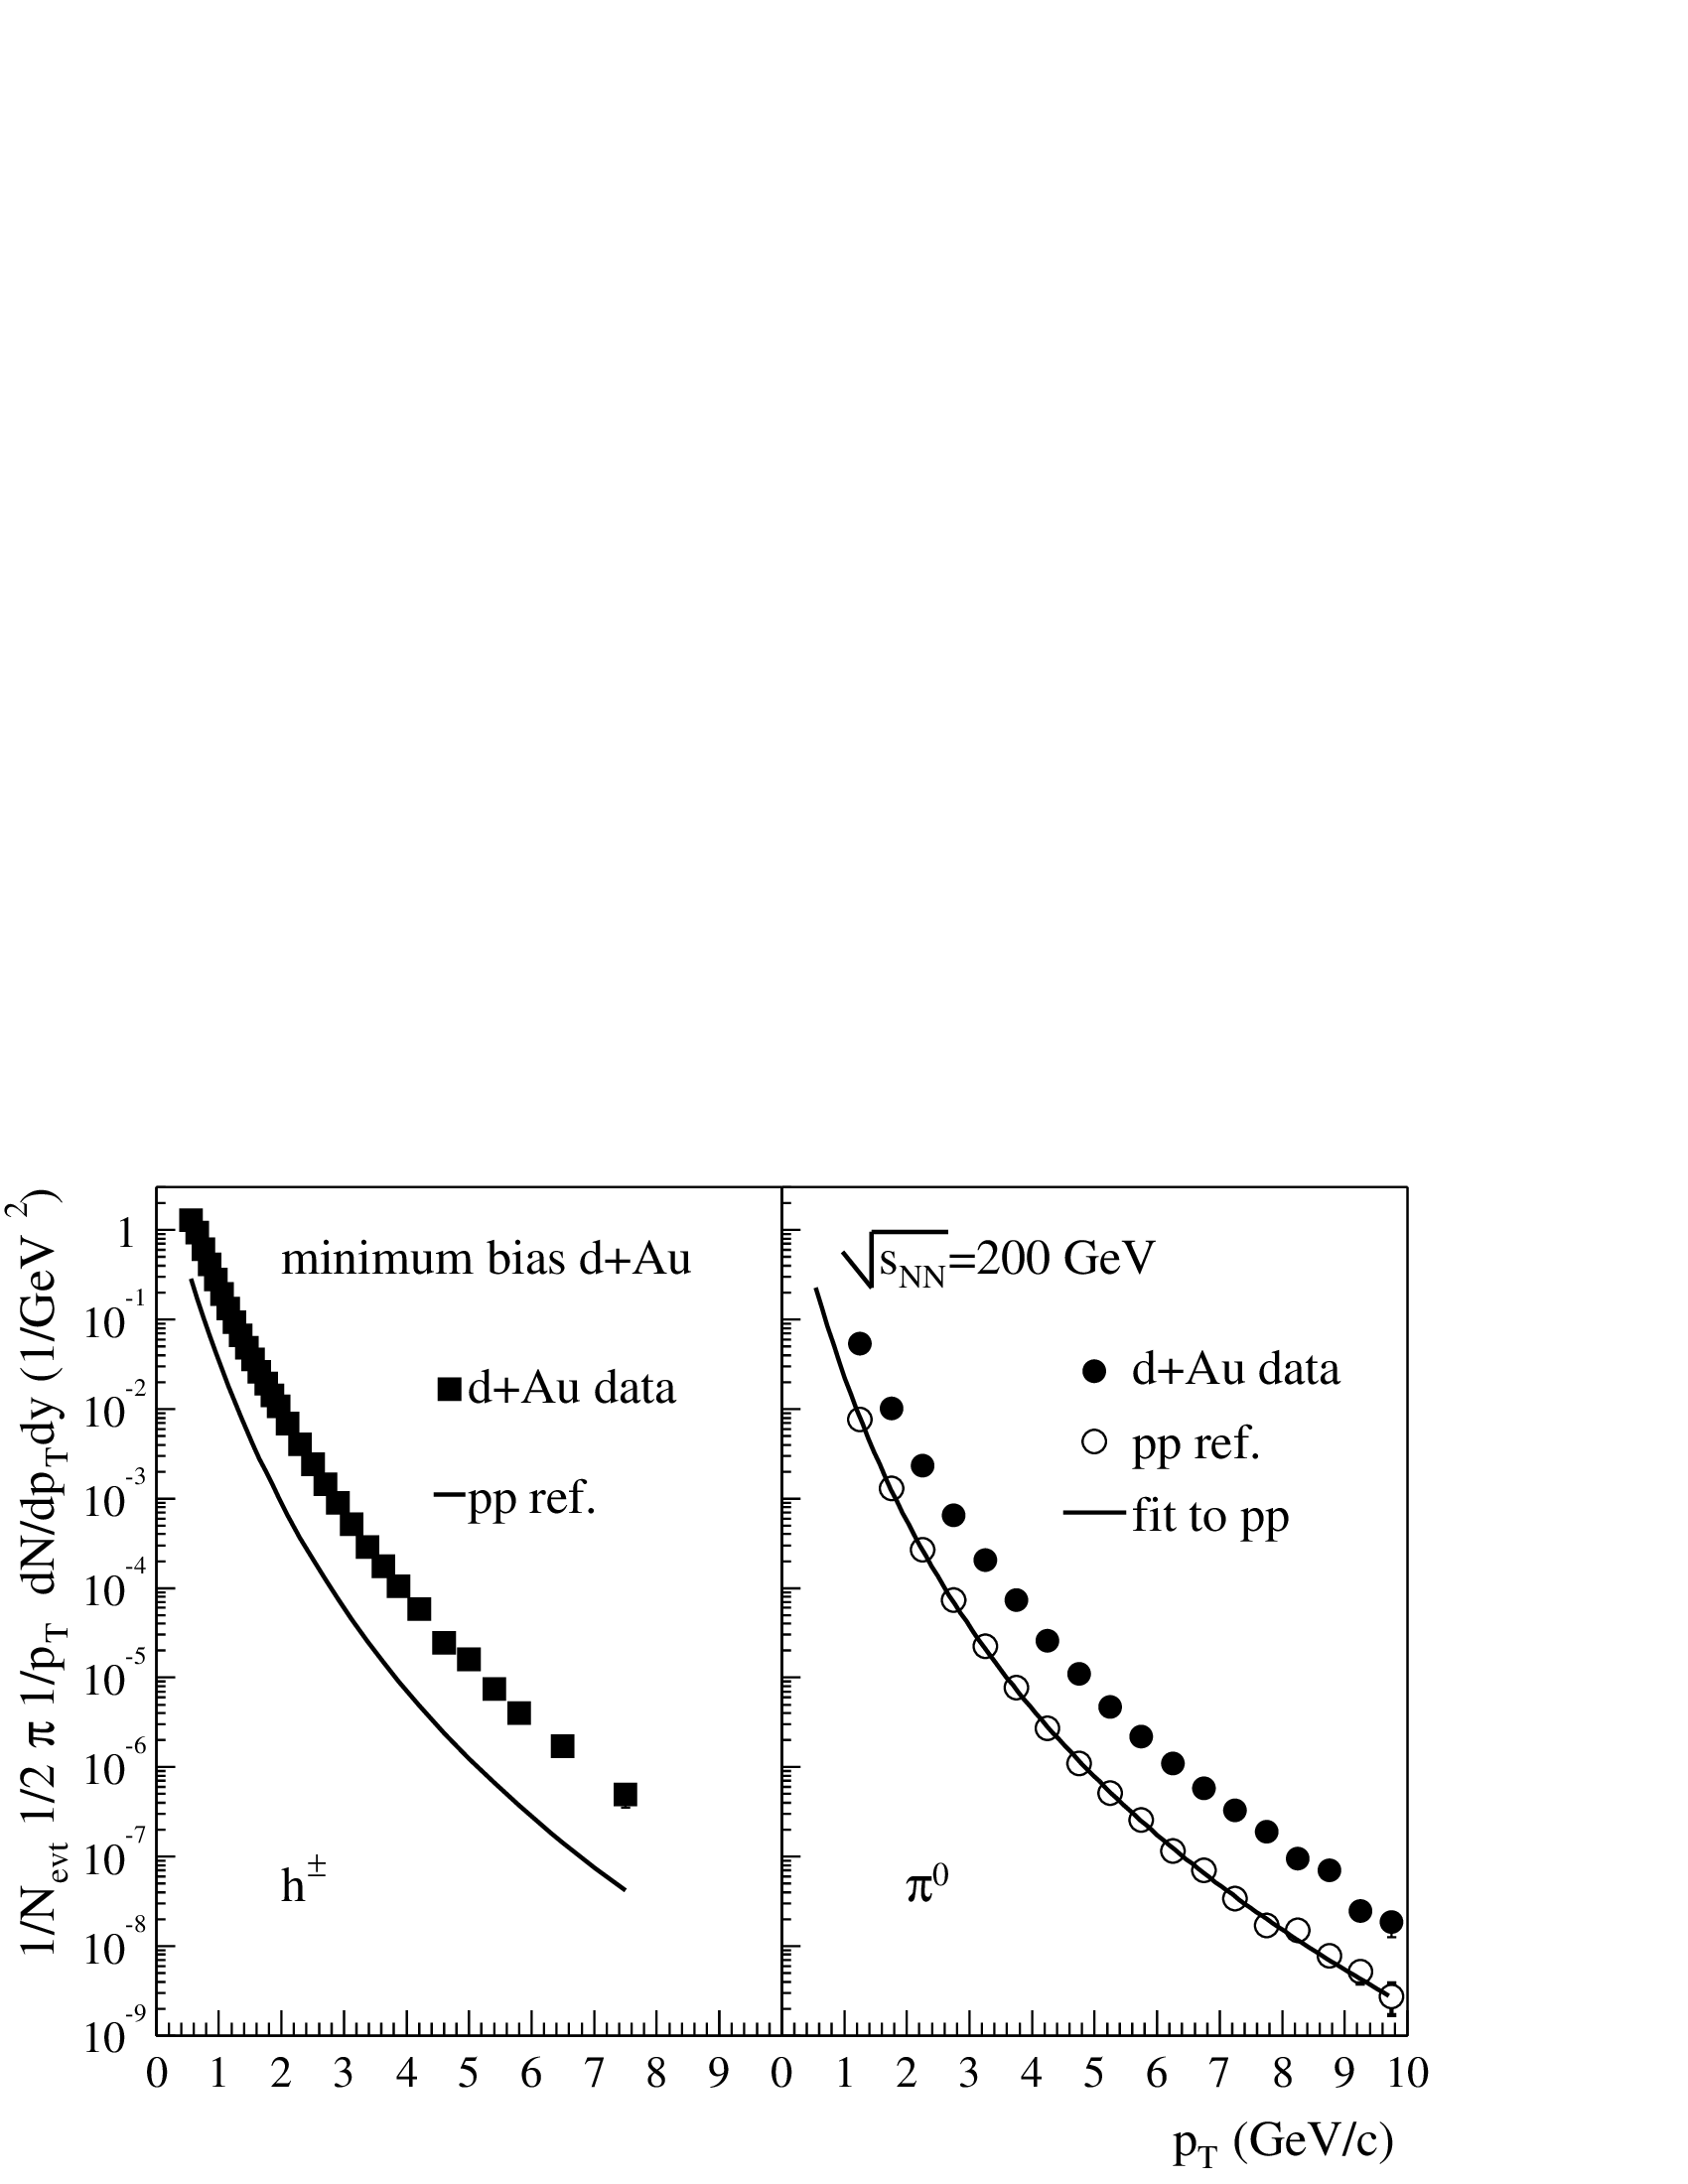 1/N_evt 1/2 π 1/p_T dN/dp_Tdy (1/GeV ²)
1
10⁻¹
10⁻²
10⁻³
10⁻⁴
10⁻⁵
10⁻⁶
10⁻⁷
10⁻⁸
10⁻⁹
minimum bias d+Au
d+Au data
pp ref.
h±
0 1 2 3 4 5 6 7 8 9
√s_NN=200 GeV
d+Au data
pp ref.
fit to pp
π⁰
0 1 2 3 4 5 6 7 8 9 10
p_T (GeV/c)